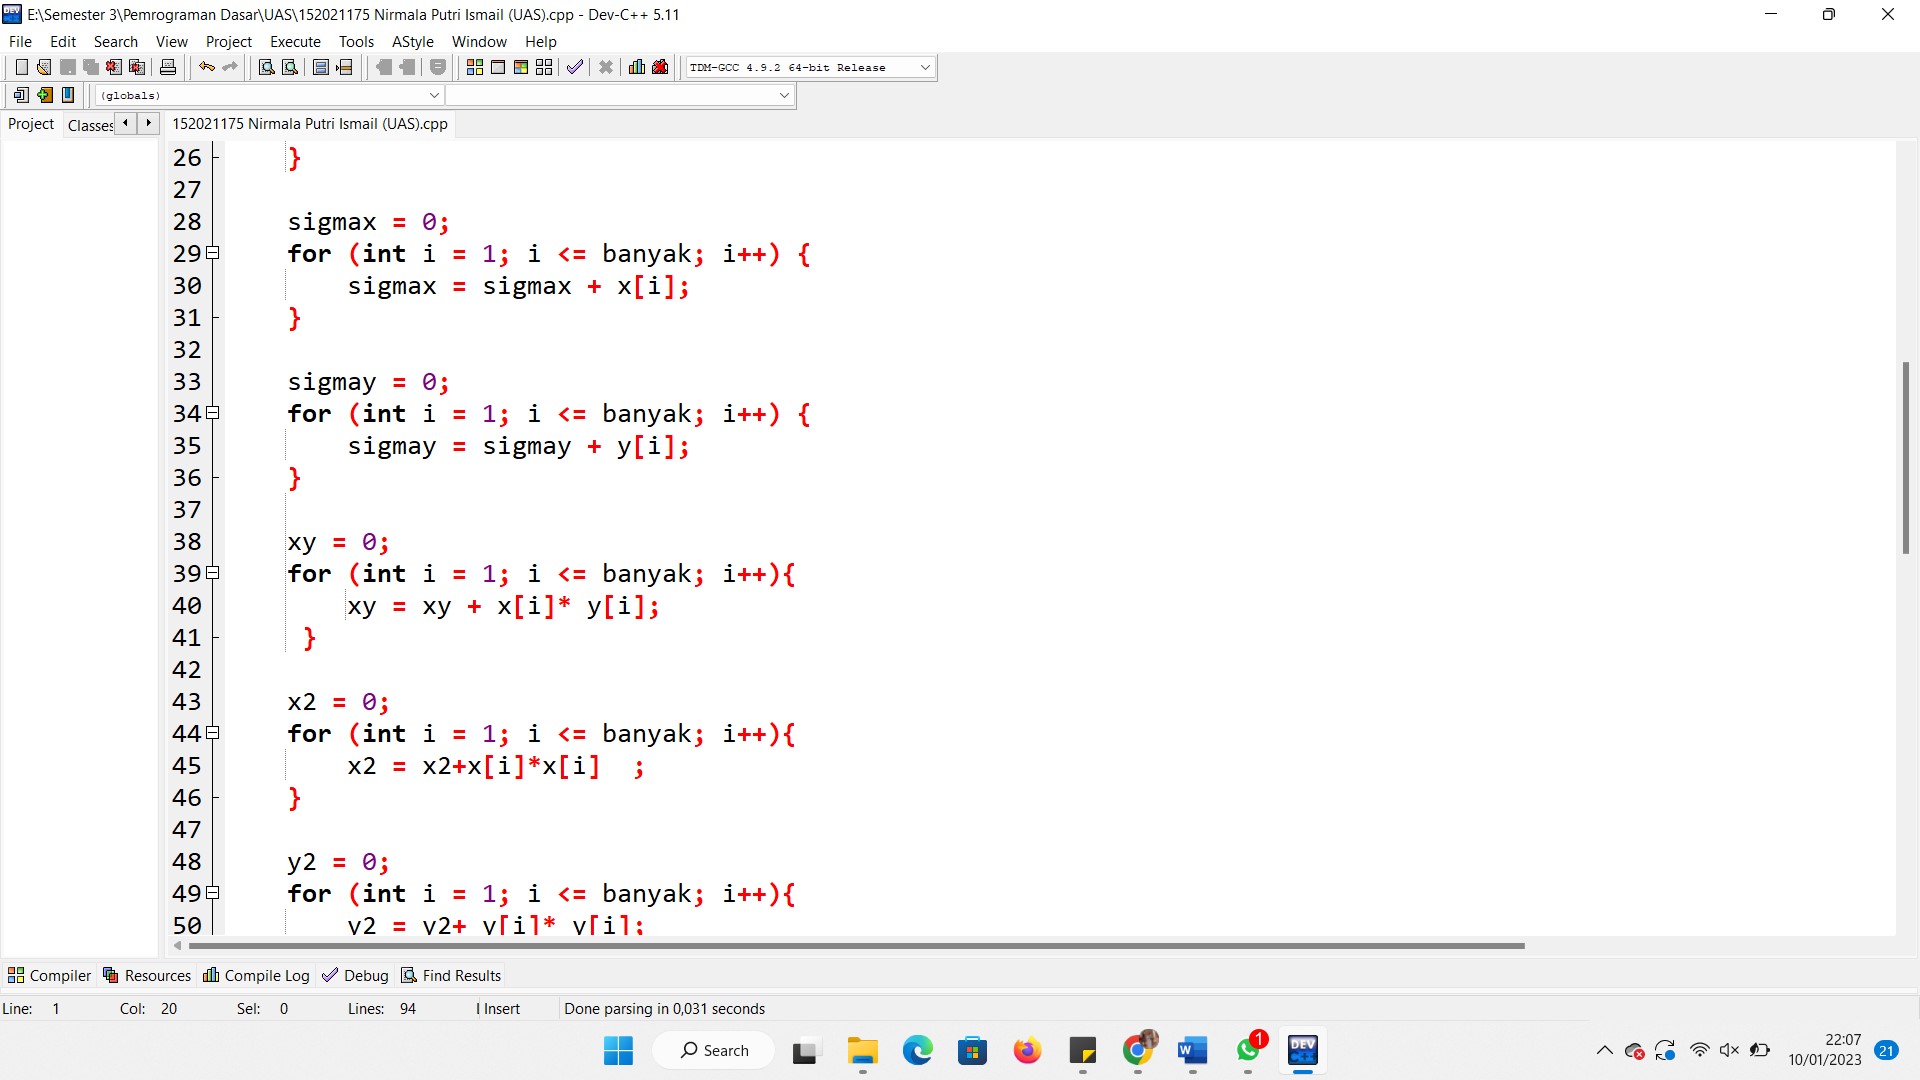 E:\Semester 3\Pemrograman Dasar\UAS\152021175 Nirmala Putri Ismail (UAS).cpp - Dev-C++ 5.11
File Edit Search View Project Execute Tools AStyle Window Help
TDM-GCC 4.9.2 64-bit Release
(globals)
Project Classes 152021175 Nirmala Putri Ismail (UAS).cpp
26 }
27
28 sigmax = 0;
29 for (int i = 1; i <= banyak; i++) {
30 sigmax = sigmax + x[i];
31 }
32
33 sigmay = 0;
34 for (int i = 1; i <= banyak; i++) {
35 sigmay = sigmay + y[i];
36 }
37
38 xy = 0;
39 for (int i = 1; i <= banyak; i++){
40 xy = xy + x[i]* y[i];
41 }
42
43 x2 = 0;
44 for (int i = 1; i <= banyak; i++){
45 x2 = x2+x[i]*x[i]  ;
46 }
47
48 y2 = 0;
49 for (int i = 1; i <= banyak; i++){
50 y2 = y2+ y[i]* y[i];
Compiler Resources Compile Log Debug Find Results
Line: 1 Col: 20 Sel: 0 Lines: 94 Insert Done parsing in 0,031 seconds
Search
DEV C++
1
22:07
10/01/2023
21